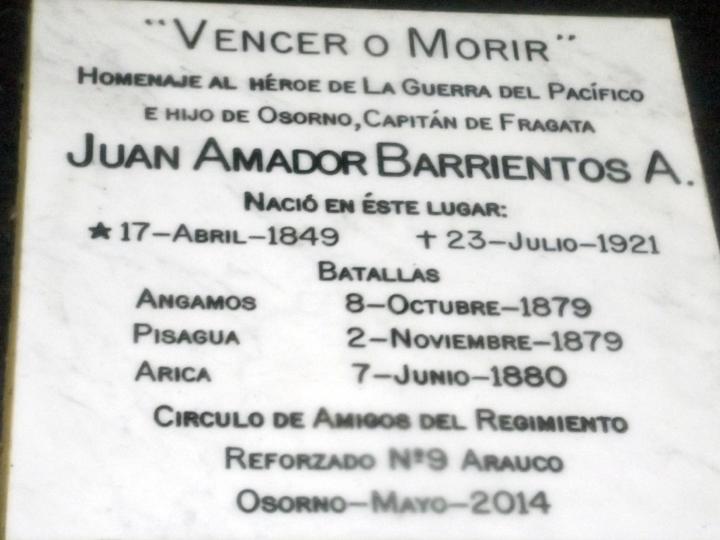 "Vencer o Morir"
Homenaje al héroe de La Guerra del Pacífico
e hijo de Osorno, Capitán de Fragata
Juan Amador Barrientos A.
Nació en éste lugar:
★ 17-Abril-1849 † 23-Julio-1921
Batallas
Angamos 8-Octubre-1879
Pisagua 2-Noviembre-1879
Arica 7-Junio-1880
Circulo de Amigos del Regimiento
Reforzado Nº9 Arauco
Osorno-Mayo-2014